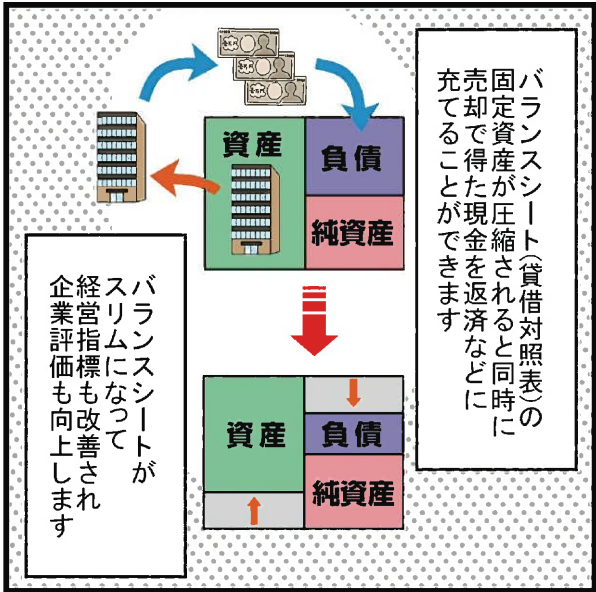 バランスシート(貸借対照表)の
固定資産が圧縮されると同時に
売却で得た現金を返済などに
充てることができます
資産
負債
純資産
バランスシートが
スリムになって
経営指標も改善され
企業評価も向上します
資産
負債
純資産